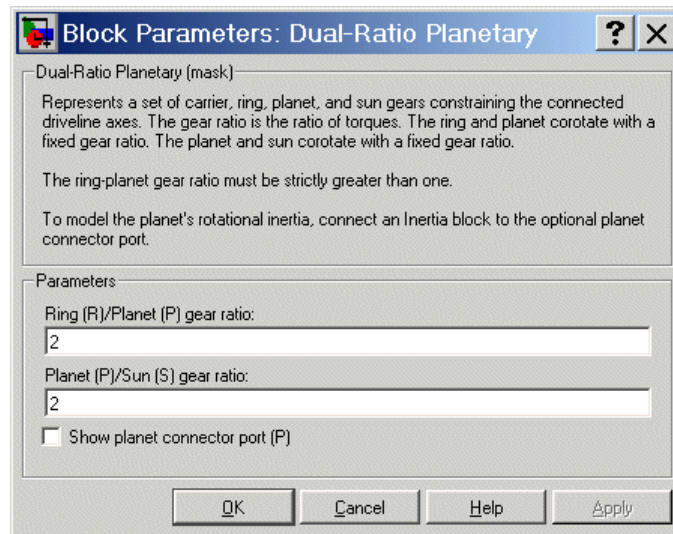 Block Parameters: Dual-Ratio Planetary
Dual-Ratio Planetary (mask)
Represents a set of carrier, ring, planet, and sun gears constraining the connected
driveline axes. The gear ratio is the ratio of torques. The ring and planet corotate with a
fixed gear ratio. The planet and sun corotate with a fixed gear ratio.
The ring-planet gear ratio must be strictly greater than one.
To model the planet's rotational inertia, connect an Inertia block to the optional planet
connector port.
Parameters
Ring (R)/Planet (P) gear ratio:
2
Planet (P)/Sun (S) gear ratio:
2
Show planet connector port (P)
OK Cancel Help Apply